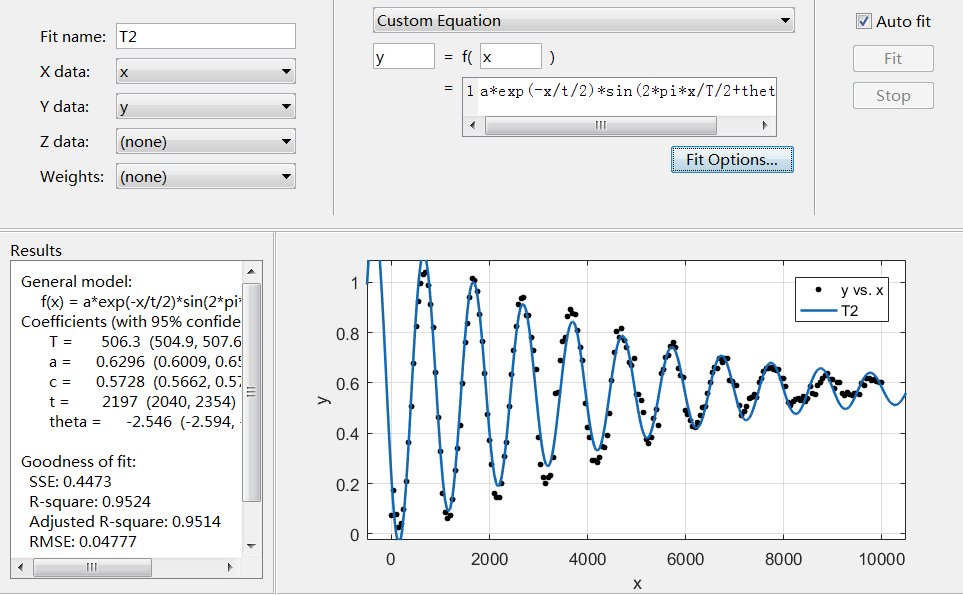 Fit name: T2
X data: x
Y data: y
Z data: (none)
Weights: (none)
Custom Equation
y = f( x )
= 1 a*exp(-x/t/2)*sin(2*pi*x/T/2+thet
Fit Options...
Auto fit
Fit
Stop
Results
General model:
f(x) = a*exp(-x/t/2)*sin(2*pi*
Coefficients (with 95% confide
T = 506.3 (504.9, 507.6
a = 0.6296 (0.6009, 0.65
c = 0.5728 (0.5662, 0.57
t = 2197 (2040, 2354)
theta = -2.546 (-2.594, -
Goodness of fit:
SSE: 0.4473
R-square: 0.9524
Adjusted R-square: 0.9514
RMSE: 0.04777
y vs. x
T2
1
0.8
0.6
0.4
0.2
0
y
0 2000 4000 6000 8000 10000
x